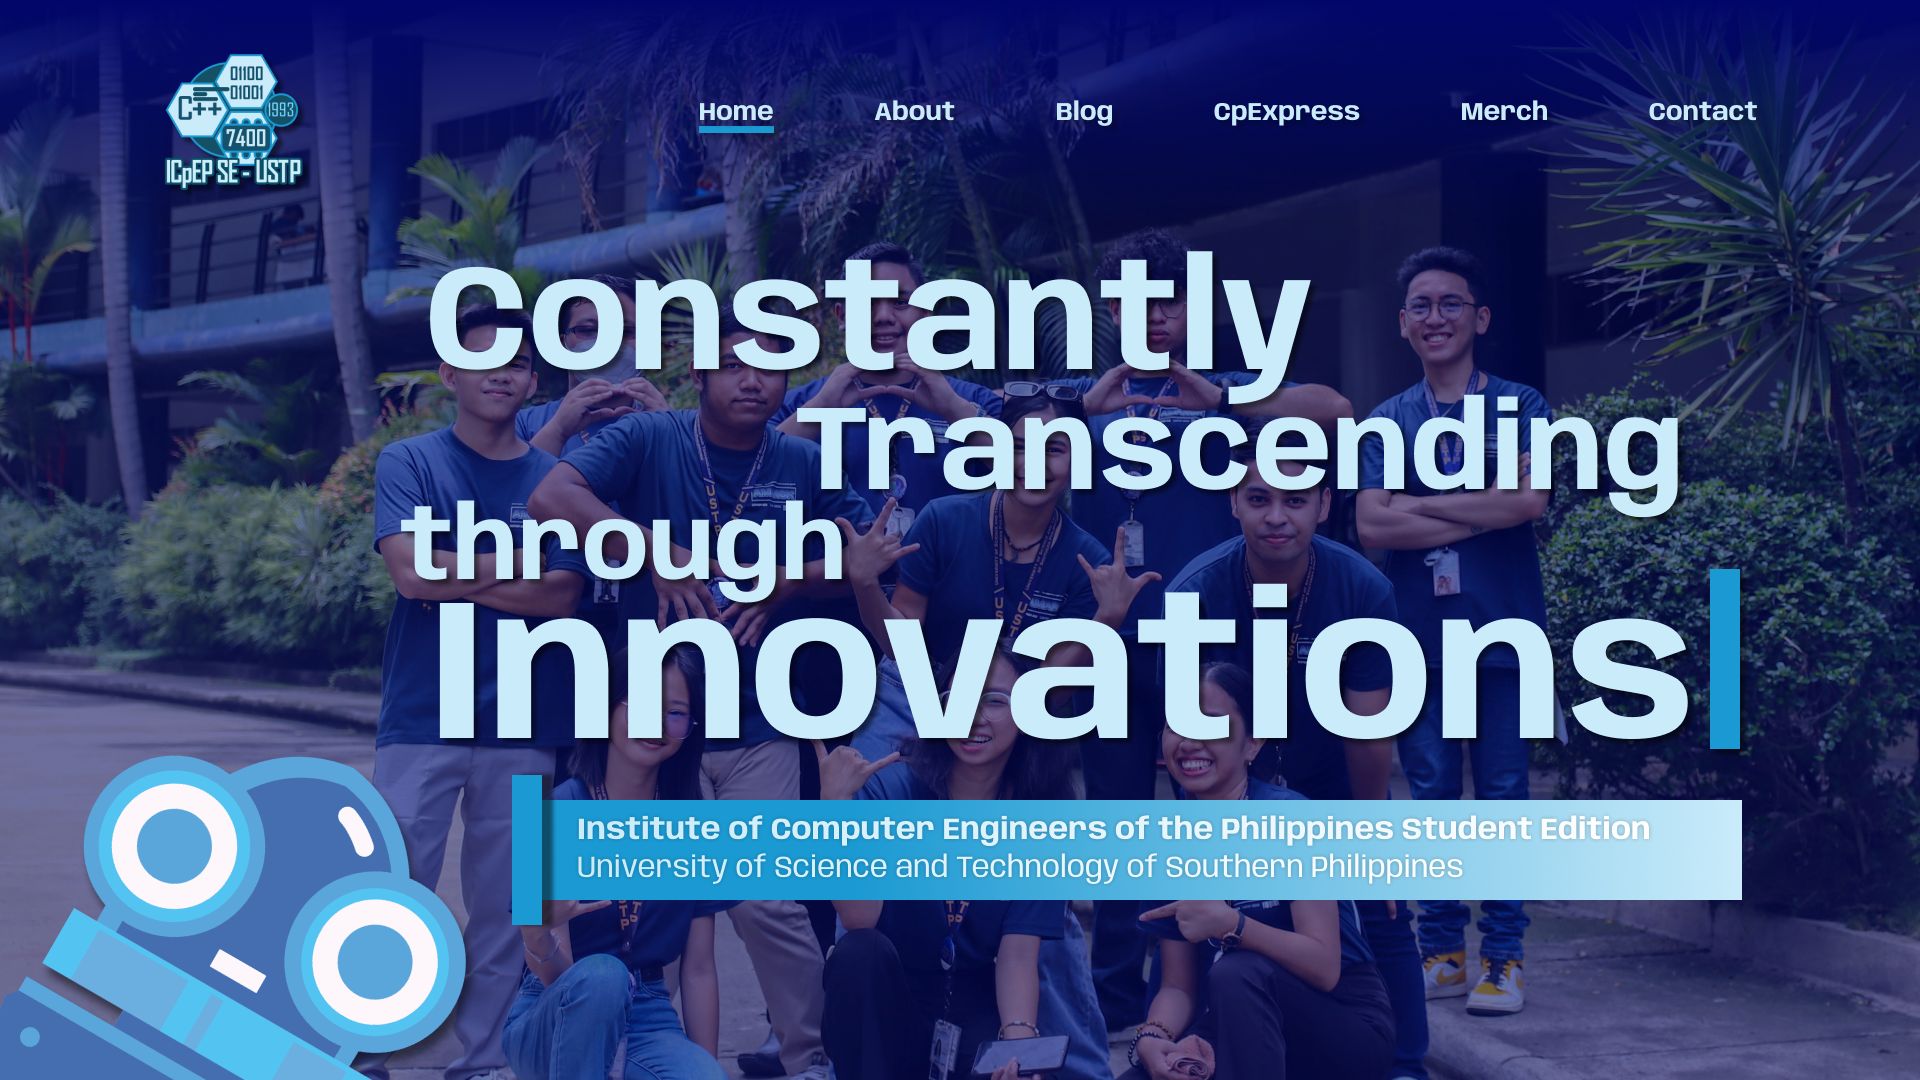 01100
01001
C++
1993
7400
ICpEP SE - USTP
Home About Blog CpExpress Merch Contact
Constantly
Transcending
through
Innovations
Institute of Computer Engineers of the Philippines Student Edition
University of Science and Technology of Southern Philippines